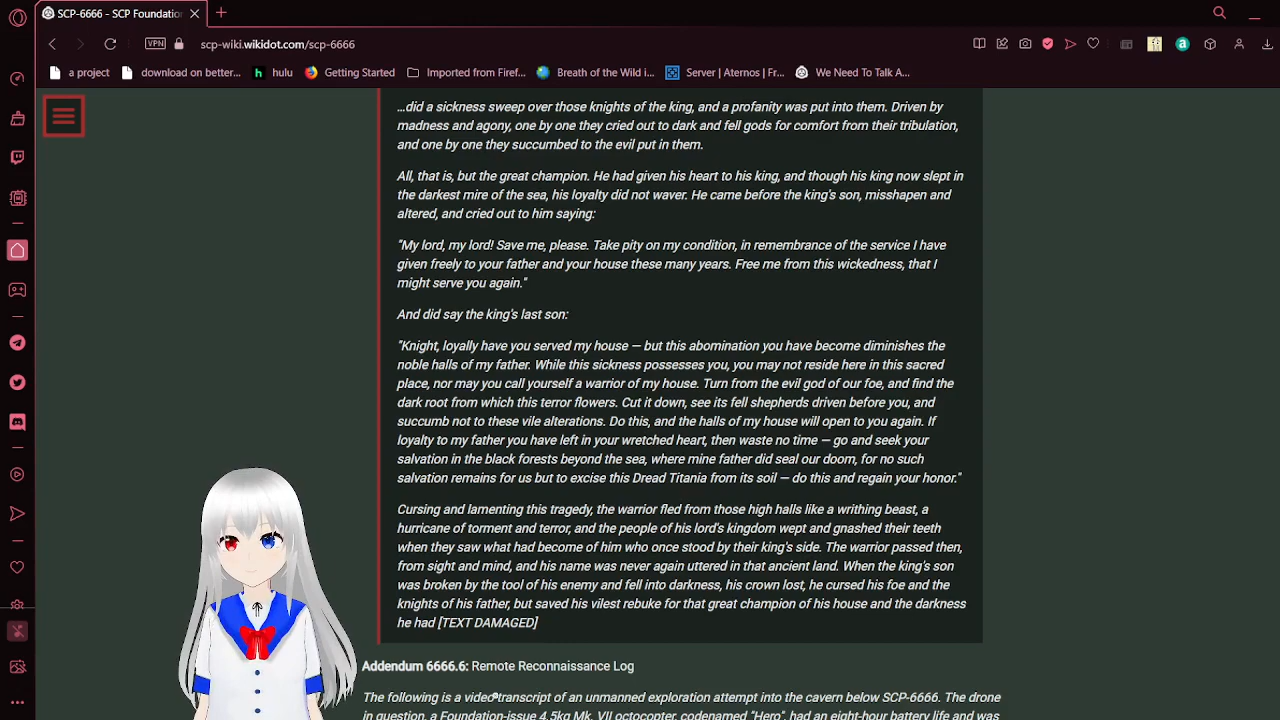 SCP-6666 - SCP Foundation
VPN
scp-wiki.wikidot.com/scp-6666
a project
download on better...
hulu
Getting Started
Imported from Firef...
Breath of the Wild i...
Server | Aternos | Fr...
We Need To Talk A...
…did a sickness sweep over those knights of the king, and a profanity was put into them. Driven by
madness and agony, one by one they cried out to dark and fell gods for comfort from their tribulation,
and one by one they succumbed to the evil put in them.
All, that is, but the great champion. He had given his heart to his king, and though his king now slept in
the darkest mire of the sea, his loyalty did not waver. He came before the king's son, misshapen and
altered, and cried out to him saying:
"My lord, my lord! Save me, please. Take pity on my condition, in remembrance of the service I have
given freely to your father and your house these many years. Free me from this wickedness, that I
might serve you again."
And did say the king's last son:
"Knight, loyally have you served my house — but this abomination you have become diminishes the
noble halls of my father. While this sickness possesses you, you may not reside here in this sacred
place, nor may you call yourself a warrior of my house. Turn from the evil god of our foe, and find the
dark root from which this terror flowers. Cut it down, see its fell shepherds driven before you, and
succumb not to these vile alterations. Do this, and the halls of my house will open to you again. If
loyalty to my father you have left in your wretched heart, then waste no time — go and seek your
salvation in the black forests beyond the sea, where mine father did seal our doom, for no such
salvation remains for us but to excise this Dread Titania from its soil — do this and regain your honor."
Cursing and lamenting this tragedy, the warrior fled from those high halls like a writhing beast, a
hurricane of torment and terror, and the people of his lord's kingdom wept and gnashed their teeth
when they saw what had become of him who once stood by their king's side. The warrior passed then,
from sight and mind, and his name was never again uttered in that ancient land. When the king's son
was broken by the tool of his enemy and fell into darkness, his crown lost, he cursed his foe and the
knights of his father, but saved his vilest rebuke for that great champion of his house and the darkness
he had [TEXT DAMAGED]
Addendum 6666.6: Remote Reconnaissance Log
The following is a video transcript of an unmanned exploration attempt into the cavern below SCP-6666. The drone
in question, a Foundation-issue 4.5kg Mk. VII octocopter, codenamed "Hero", had an eight-hour battery life and was